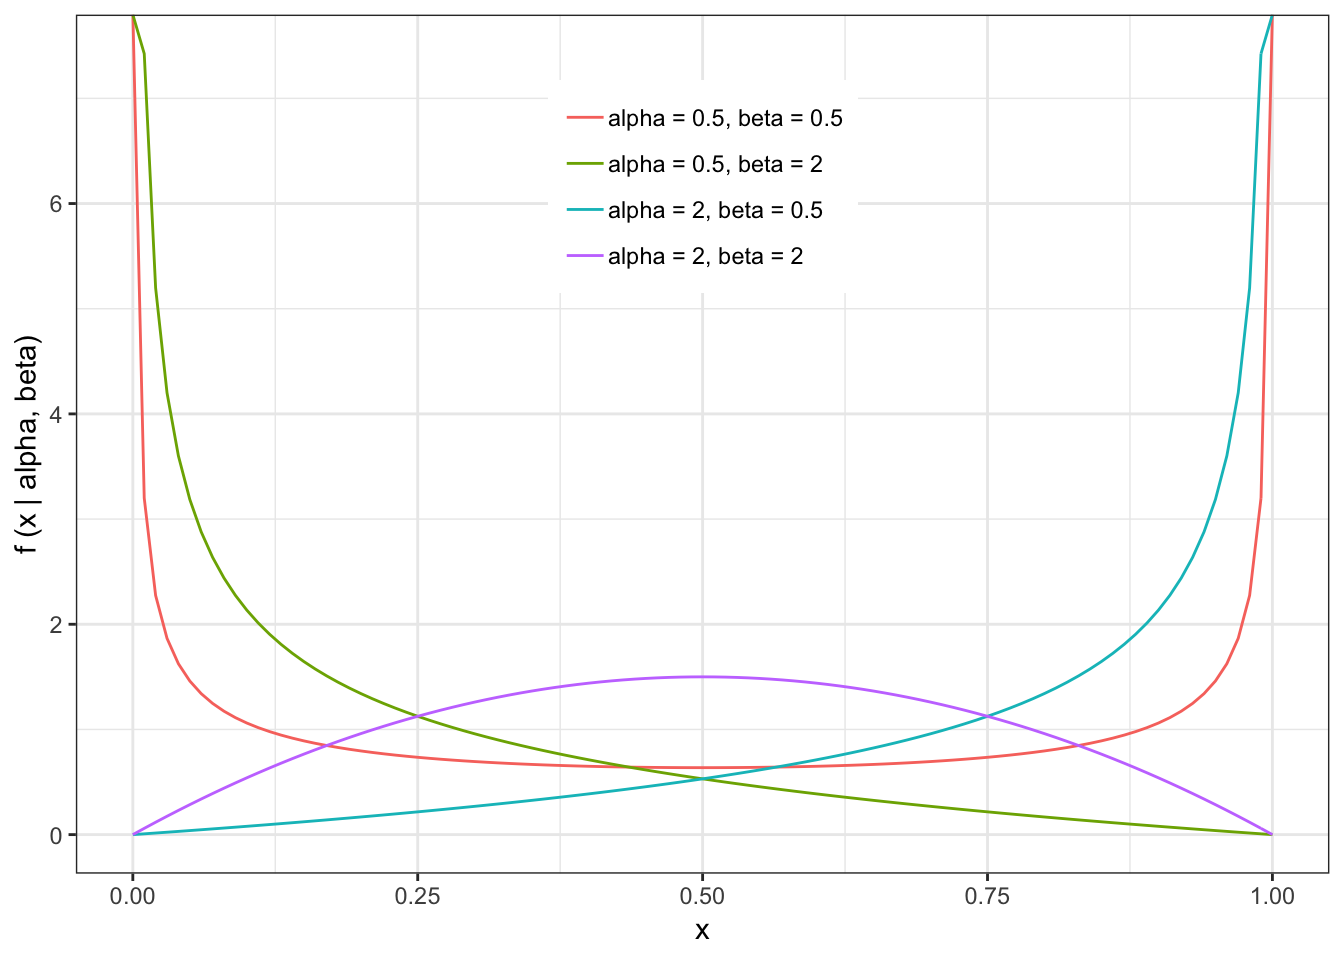 alpha = 0.5, beta = 0.5
alpha = 0.5, beta = 2
alpha = 2, beta = 0.5
alpha = 2, beta = 2
6
4
2
0
f (x | alpha, beta)
0.00
0.25
0.50
0.75
1.00
x